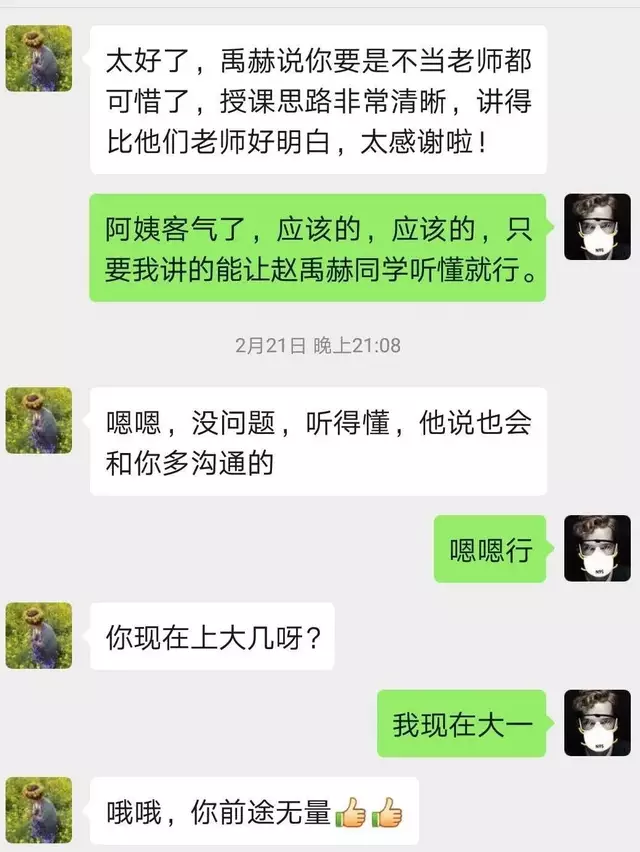 太好了，禹赫说你要是不当老师都
可惜了，授课思路非常清晰，讲得
比他们老师好明白，太感谢啦！
阿姨客气了，应该的，应该的，只
要我讲的能让赵禹赫同学听懂就行。
2月21日 晚上21:08
嗯嗯，没问题，听得懂，他说也会
和你多沟通的
嗯嗯行
你现在上大几呀？
我现在大一
哦哦，你前途无量👍👍